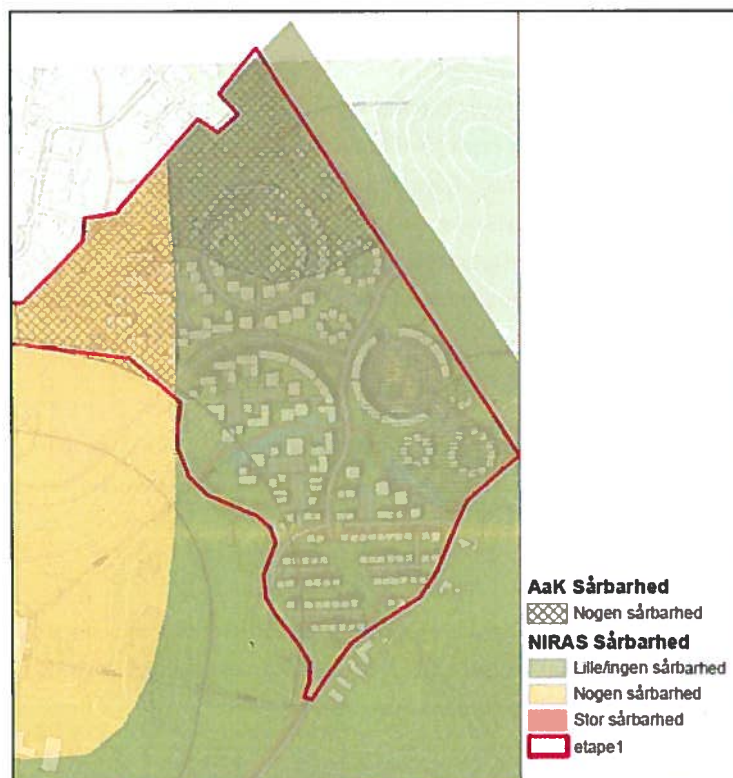 AaK Sårbarhed
Nogen sårbarhed
NIRAS Sårbarhed
Lille/ingen sårbarhed
Nogen sårbarhed
Stor sårbarhed
etape1